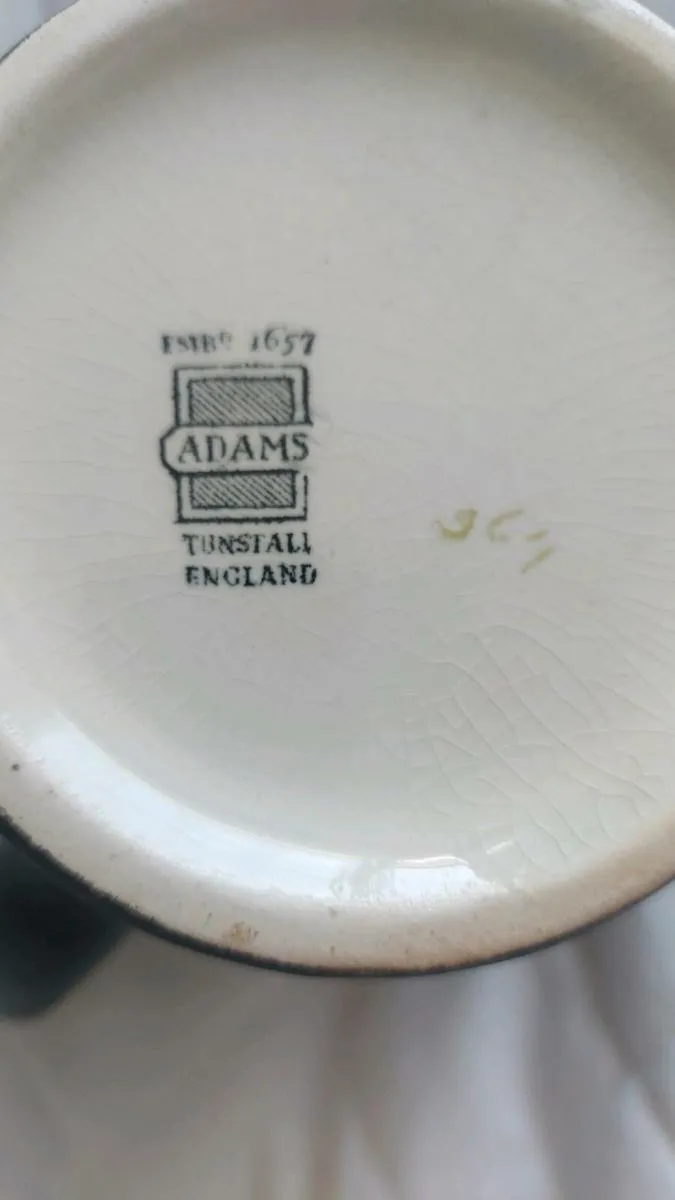 ESTBD 1657
ADAMS
TUNSTALL
ENGLAND